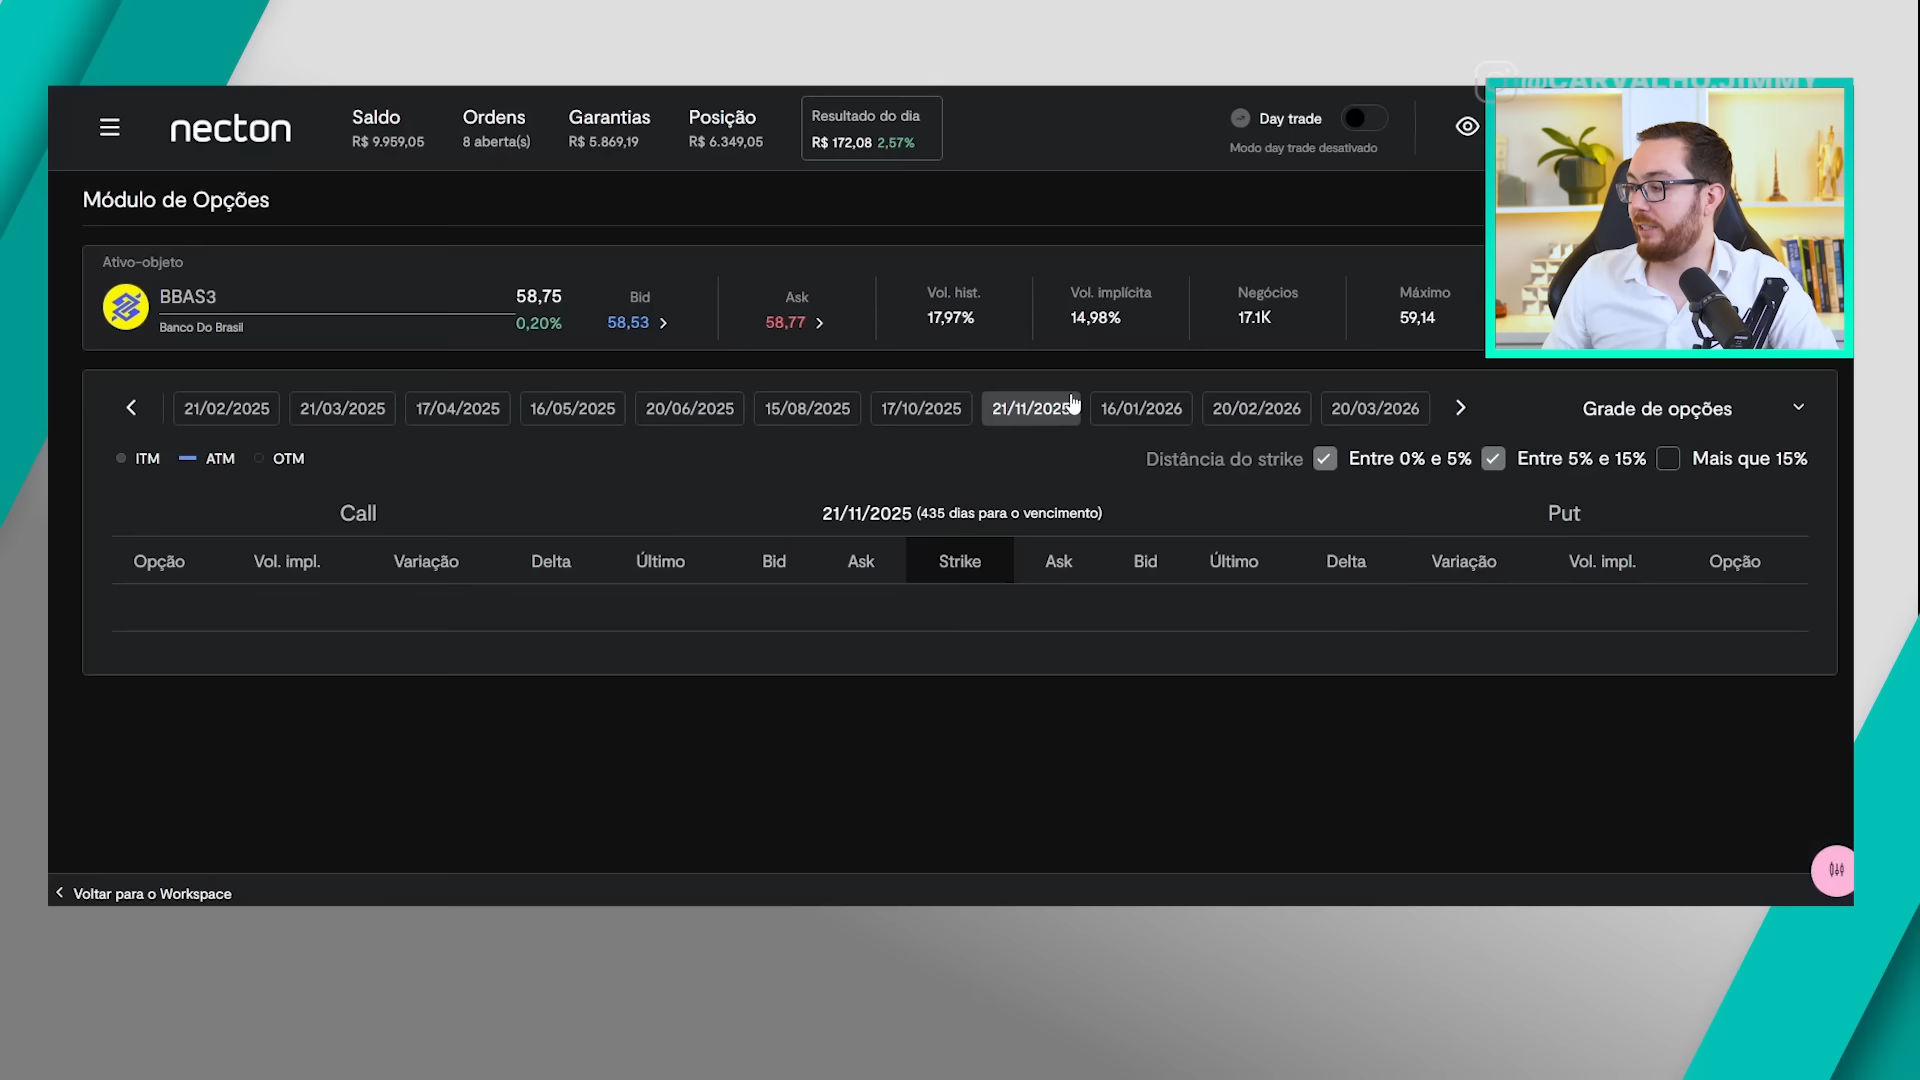 @CARVALHO.JIMMY
necton
Saldo
R$ 9.959,05
Ordens
8 aberta(s)
Garantias
R$ 5.869,19
Posição
R$ 6.349,05
Resultado do dia
R$ 172,08 2,57%
Day trade
Modo day trade desativado
Módulo de Opções
Ativo-objeto
BBAS3
Banco Do Brasil
58,75
0,20%
Bid
58,53
Ask
58,77
Vol. hist.
17,97%
Vol. implícita
14,98%
Negócios
17.1K
Máximo
59,14
21/02/2025 21/03/2025 17/04/2025 16/05/2025 20/06/2025 15/08/2025 17/10/2025 21/11/2025 16/01/2026 20/02/2026 20/03/2026
Grade de opções
ITM ATM OTM
Distância do strike Entre 0% e 5% Entre 5% e 15% Mais que 15%
Call 21/11/2025 (435 dias para o vencimento) Put
Opção Vol. impl. Variação Delta Último Bid Ask Strike Ask Bid Último Delta Variação Vol. impl. Opção
Voltar para o Workspace